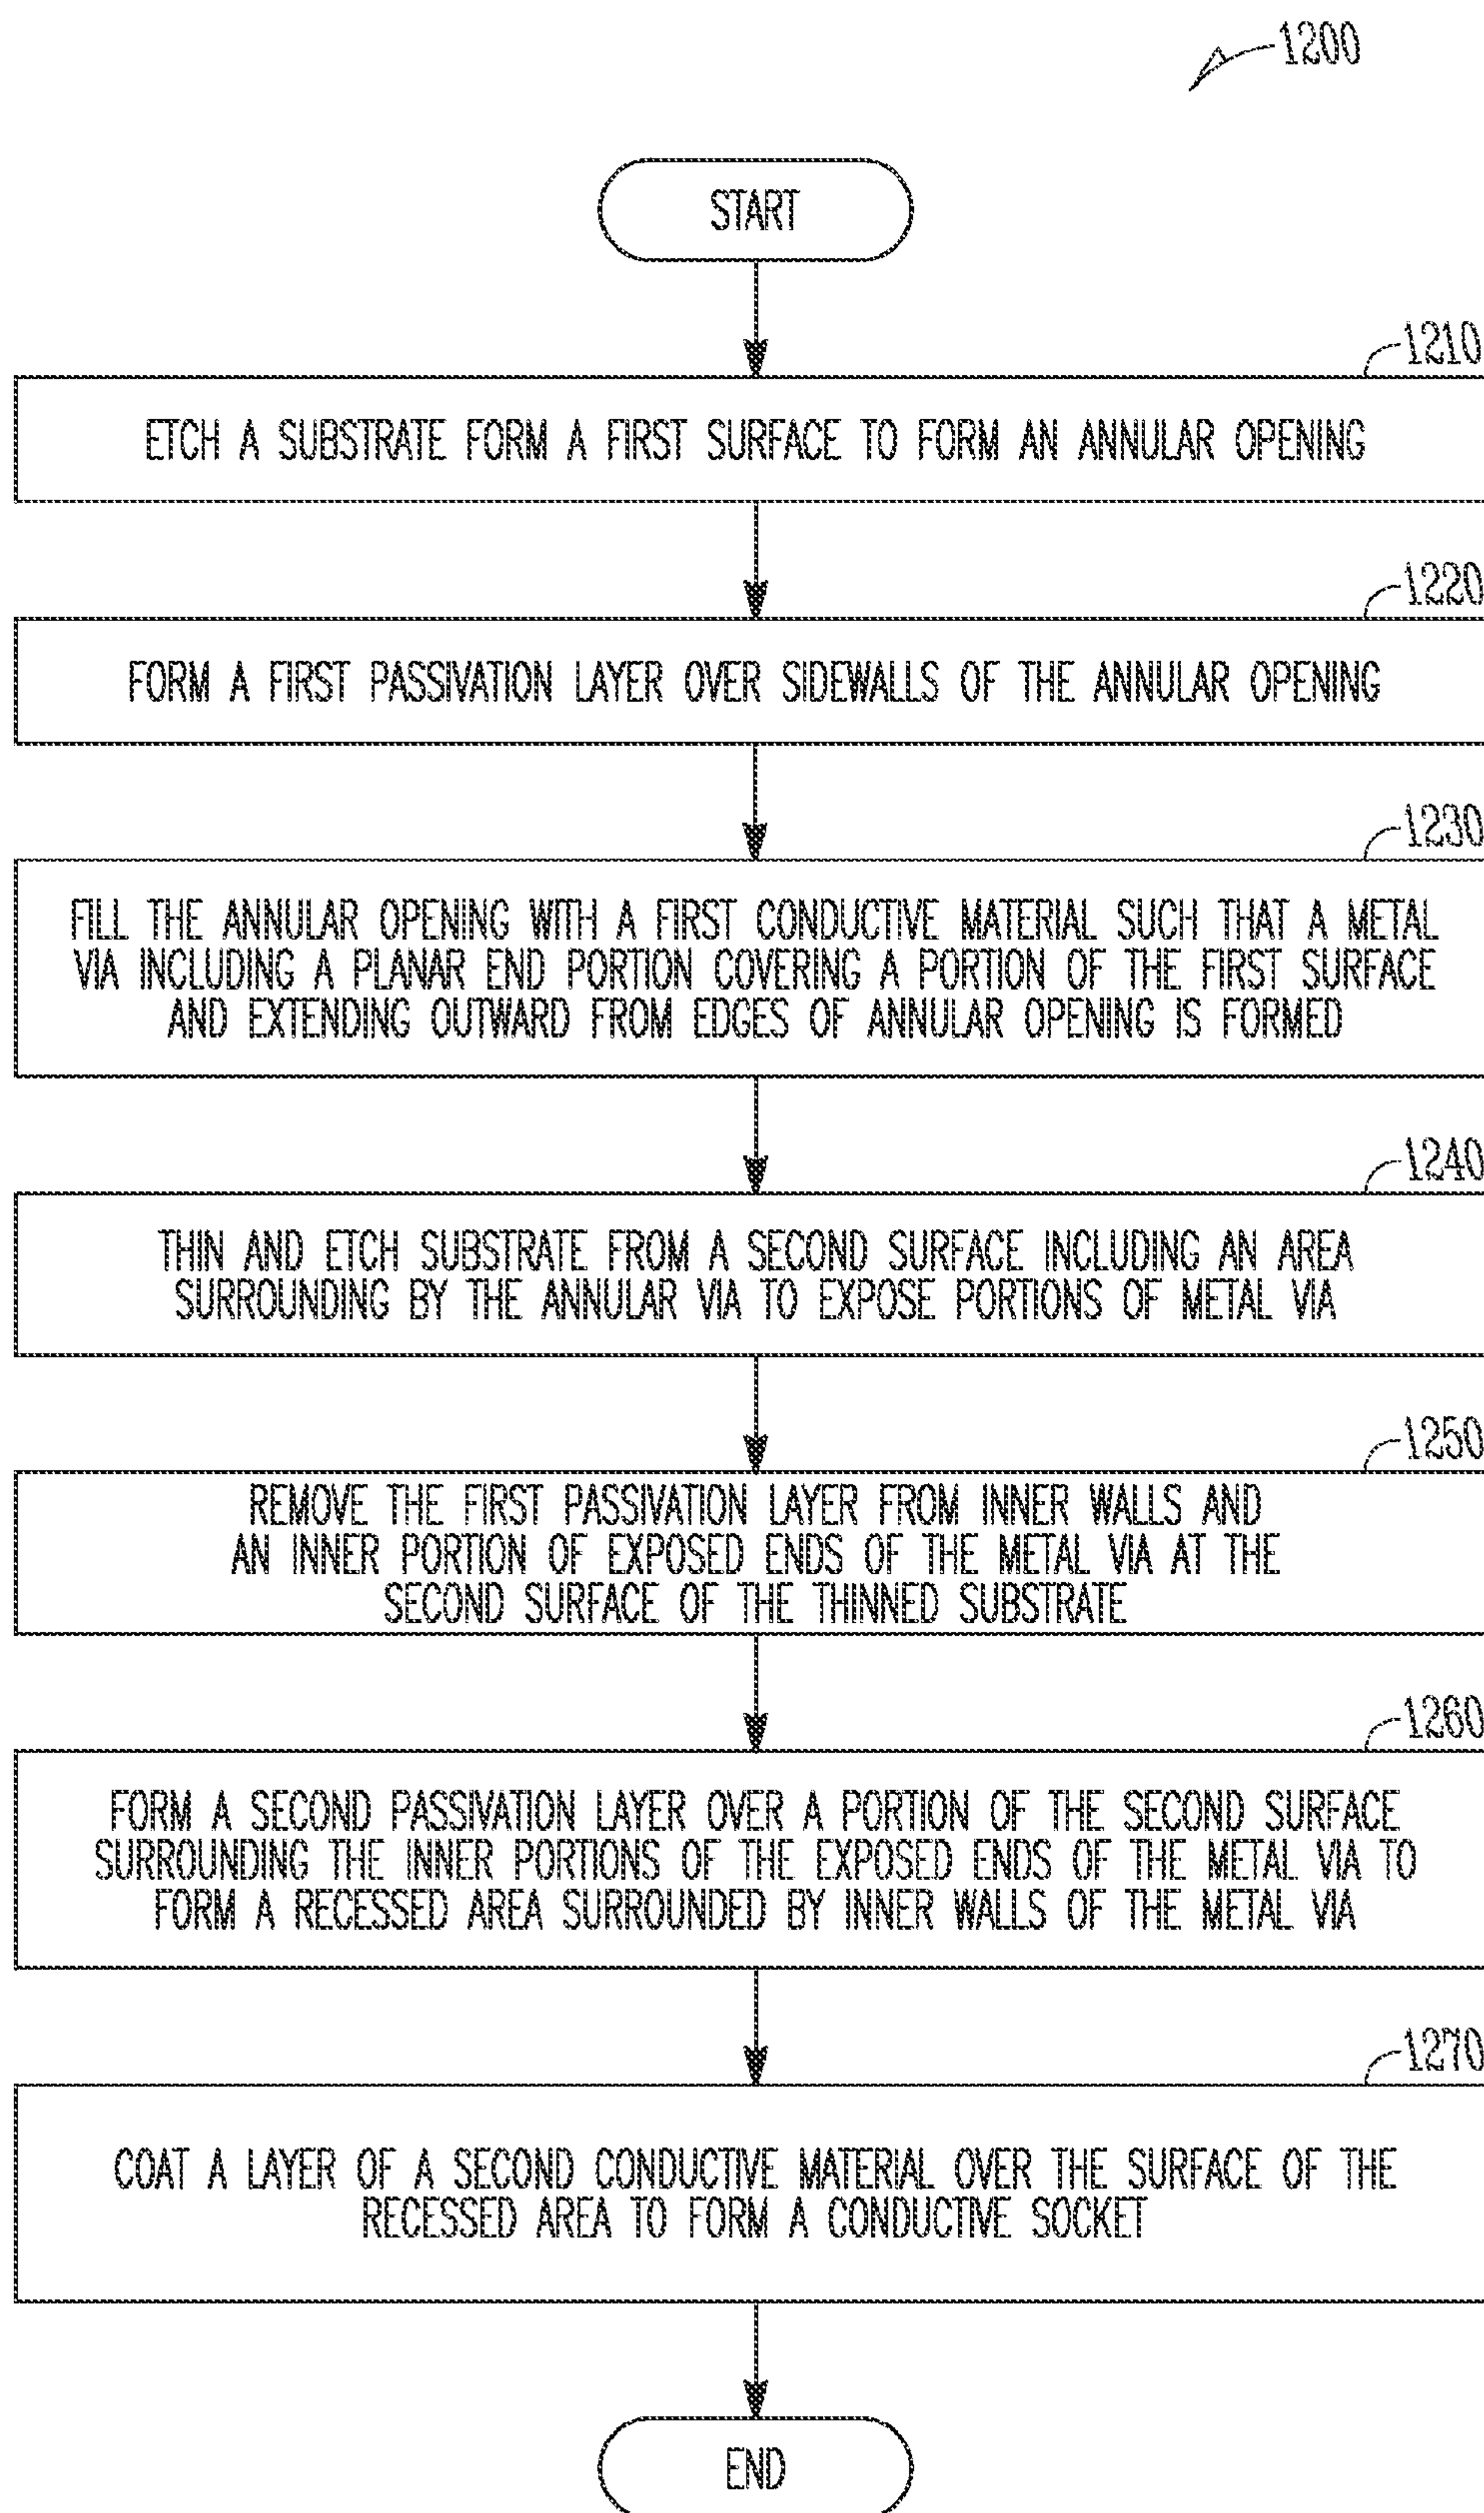 1200
START
1210
ETCH A SUBSTRATE FORM A FIRST SURFACE TO FORM AN ANNULAR OPENING
1220
FORM A FIRST PASSIVATION LAYER OVER SIDEWALLS OF THE ANNULAR OPENING
1230
FILL THE ANNULAR OPENING WITH A FIRST CONDUCTIVE MATERIAL SUCH THAT A METAL
VIA INCLUDING A PLANAR END PORTION COVERING A PORTION OF THE FIRST SURFACE
AND EXTENDING OUTWARD FROM EDGES OF ANNULAR OPENING IS FORMED
1240
THIN AND ETCH SUBSTRATE FROM A SECOND SURFACE INCLUDING AN AREA
SURROUNDING BY THE ANNULAR VIA TO EXPOSE PORTIONS OF METAL VIA
1250
REMOVE THE FIRST PASSIVATION LAYER FROM INNER WALLS AND
AN INNER PORTION OF EXPOSED ENDS OF THE METAL VIA AT THE
SECOND SURFACE OF THE THINNED SUBSTRATE
1260
FORM A SECOND PASSIVATION LAYER OVER A PORTION OF THE SECOND SURFACE
SURROUNDING THE INNER PORTIONS OF THE EXPOSED ENDS OF THE METAL VIA TO
FORM A RECESSED AREA SURROUNDED BY INNER WALLS OF THE METAL VIA
1270
COAT A LAYER OF A SECOND CONDUCTIVE MATERIAL OVER THE SURFACE OF THE
RECESSED AREA TO FORM A CONDUCTIVE SOCKET
END